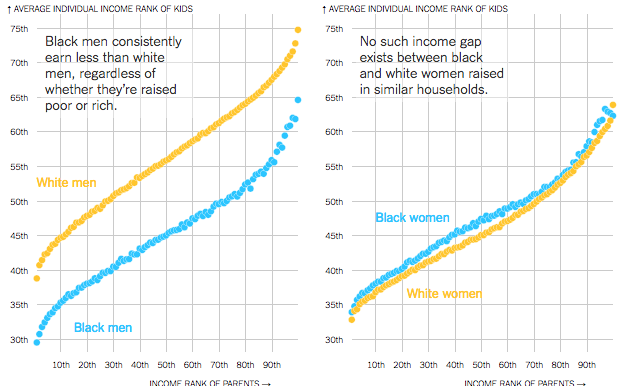 ↑ AVERAGE INDIVIDUAL INCOME RANK OF KIDS
75th
Black men consistently
earn less than white
men, regardless of
whether they're raised
poor or rich.
70th
65th
60th
55th
White men
50th
45th
40th
35th
Black men
30th
10th 20th 30th 40th 50th 60th 70th 80th 90th
INCOME RANK OF PARENTS →
↑ AVERAGE INDIVIDUAL INCOME RANK OF KIDS
75th
No such income gap
exists between black
and white women raised
in similar households.
70th
65th
60th
55th
50th
Black women
45th
40th
White women
35th
30th
10th 20th 30th 40th 50th 60th 70th 80th 90th
INCOME RANK OF PARENTS →